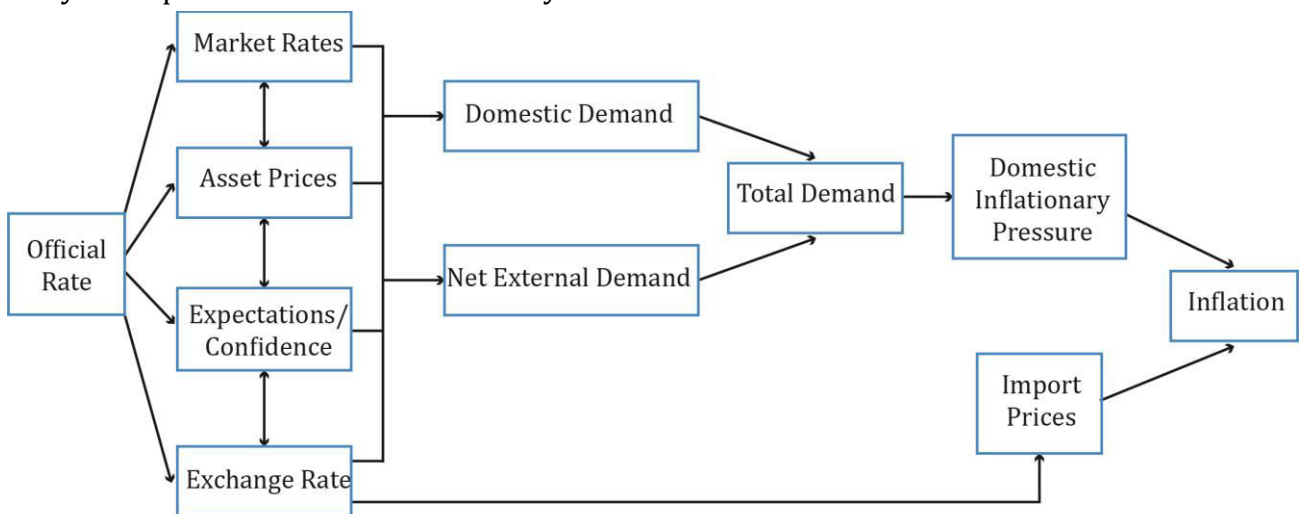 Market Rates
Asset Prices
Official
Rate
Expectations/
Confidence
Exchange Rate
Domestic Demand
Net External Demand
Total Demand
Domestic
Inflationary
Pressure
Import
Prices
Inflation